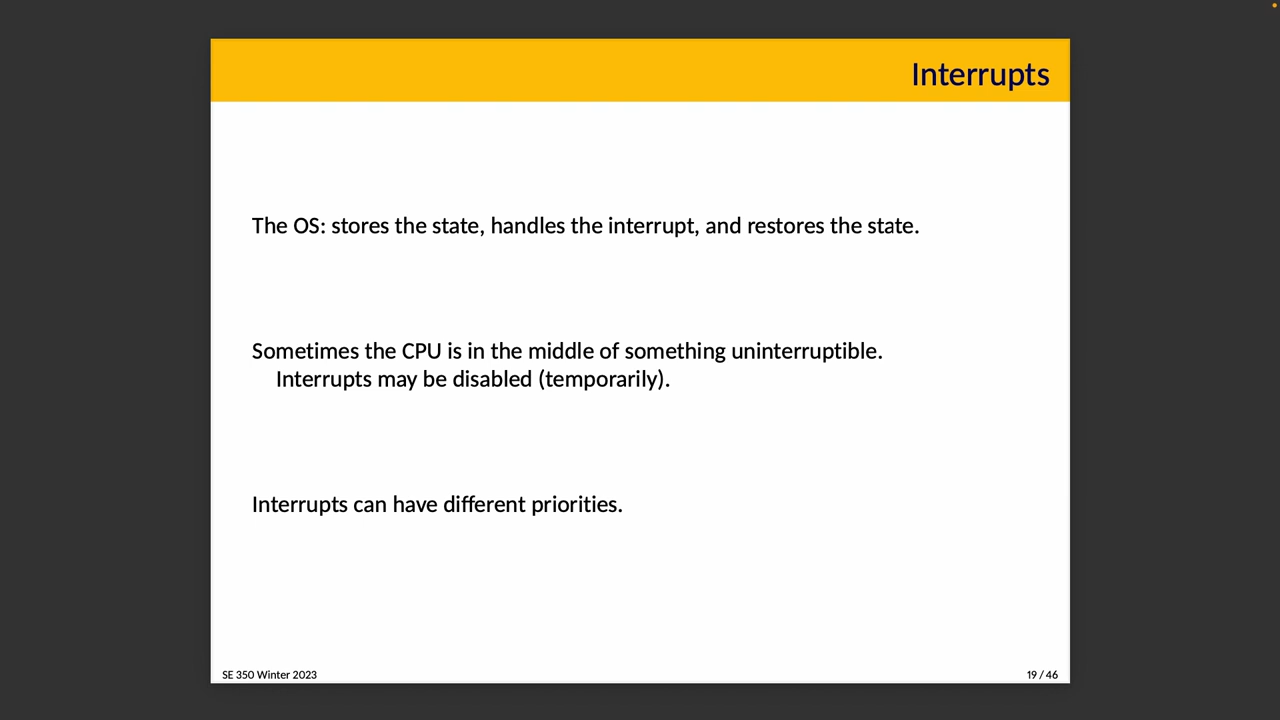 Interrupts
The OS: stores the state, handles the interrupt, and restores the state.
Sometimes the CPU is in the middle of something uninterruptible.
Interrupts may be disabled (temporarily).
Interrupts can have different priorities.
SE 350 Winter 2023
19 / 46